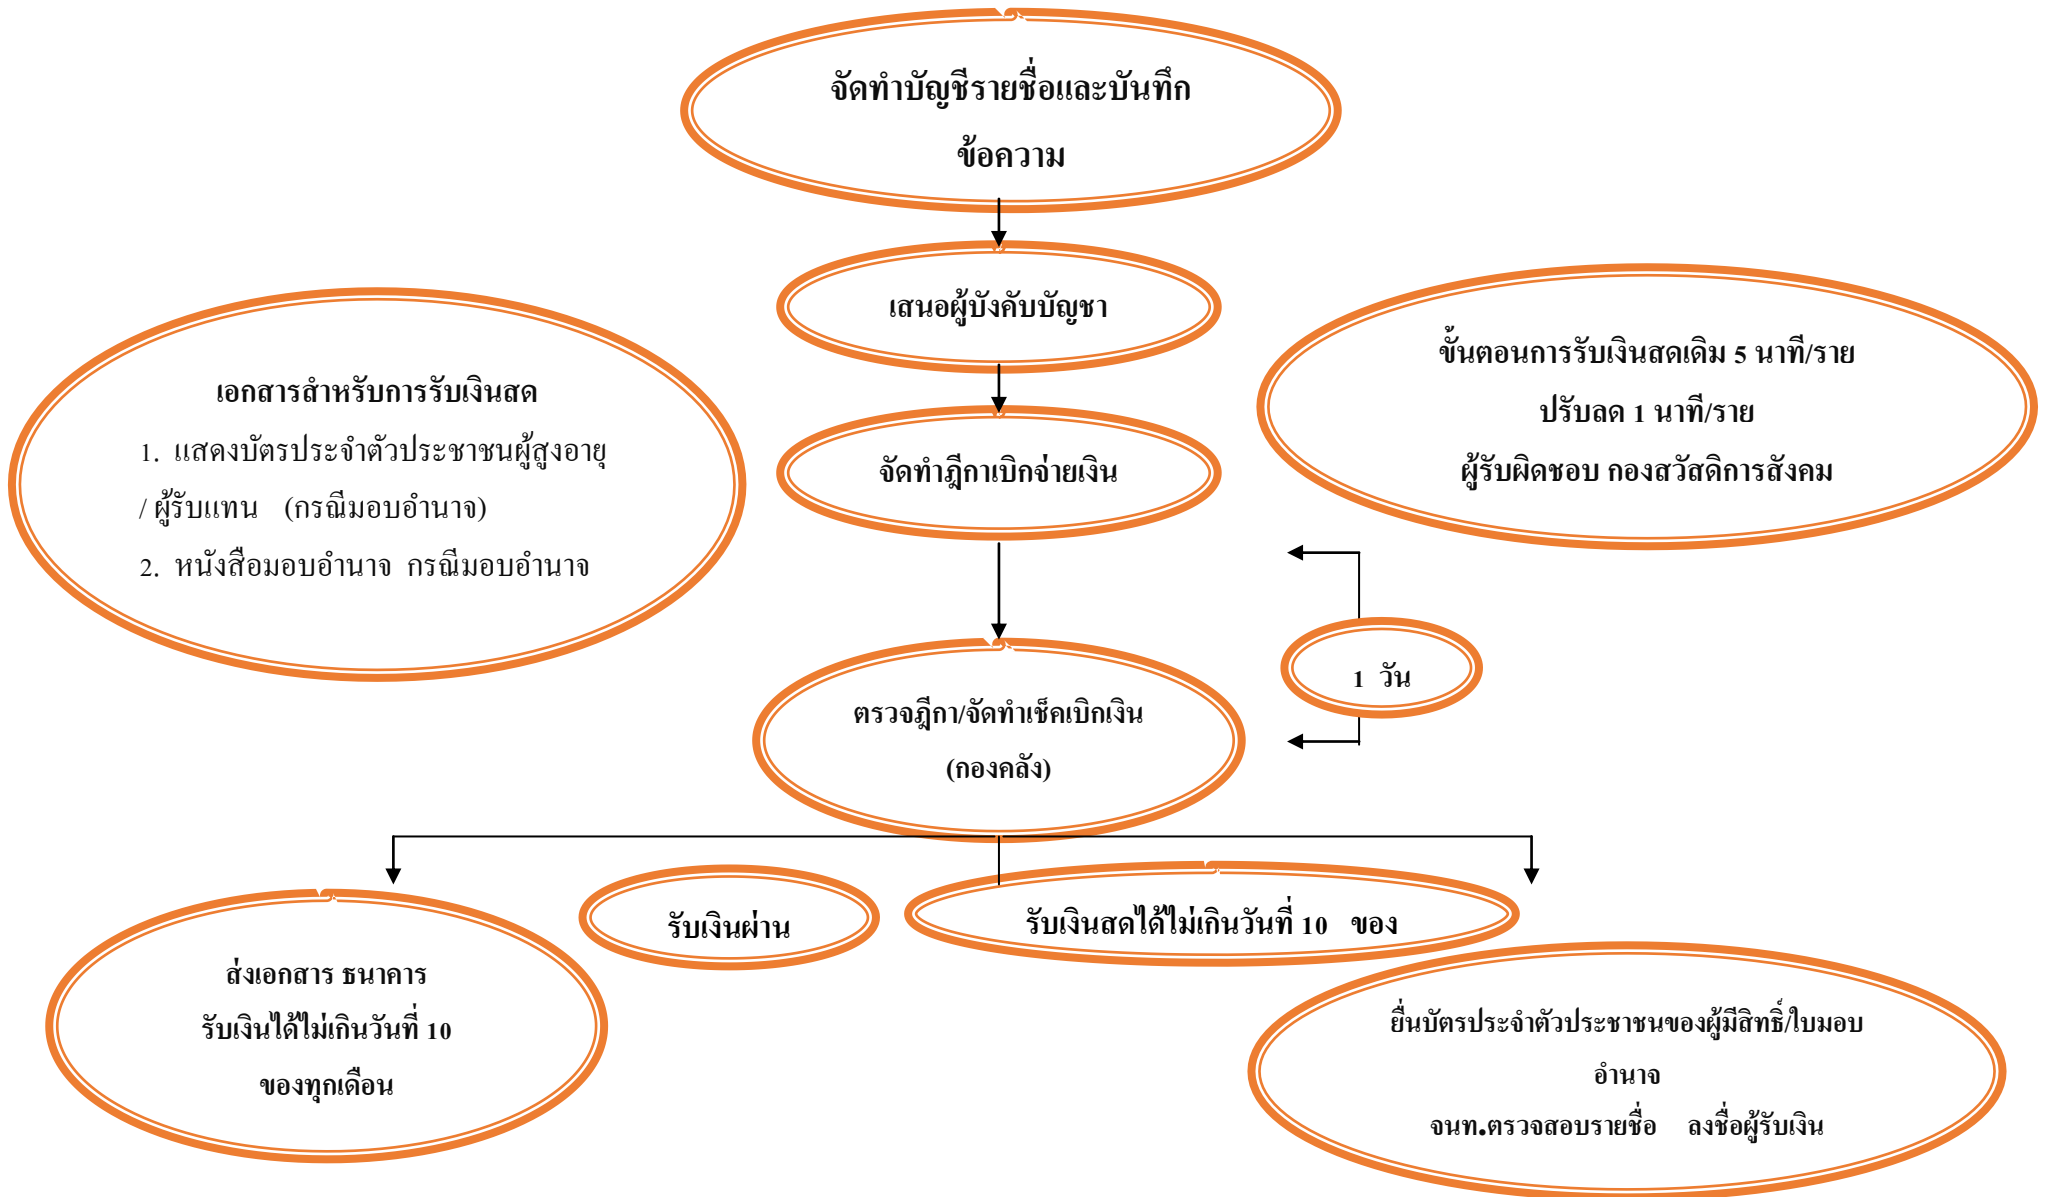 จัดทำบัญชีรายชื่อและบันทึก
ข้อความ
เสนอผู้บังคับบัญชา
เอกสารสำหรับการรับเงินสด
1. แสดงบัตรประจำตัวประชาชนผู้สูงอายุ
/ ผู้รับแทน (กรณีมอบอำนาจ)
2. หนังสือมอบอำนาจ กรณีมอบอำนาจ
จัดทำฎีกาเบิกจ่ายเงิน
ขั้นตอนการรับเงินสดเดิม 5 นาที/ราย
ปรับลด 1 นาที/ราย
ผู้รับผิดชอบ กองสวัสดิการสังคม
1 วัน
ตรวจฎีกา/จัดทำเช็คเบิกเงิน
(กองคลัง)
ส่งเอกสาร ธนาคาร
รับเงินได้ไม่เกินวันที่ 10
ของทุกเดือน
รับเงินผ่าน
รับเงินสดได้ไม่เกินวันที่ 10 ของ
ยื่นบัตรประจำตัวประชาชนของผู้มีสิทธิ์/ใบมอบ
อำนาจ
จนท.ตรวจสอบรายชื่อ ลงชื่อผู้รับเงิน